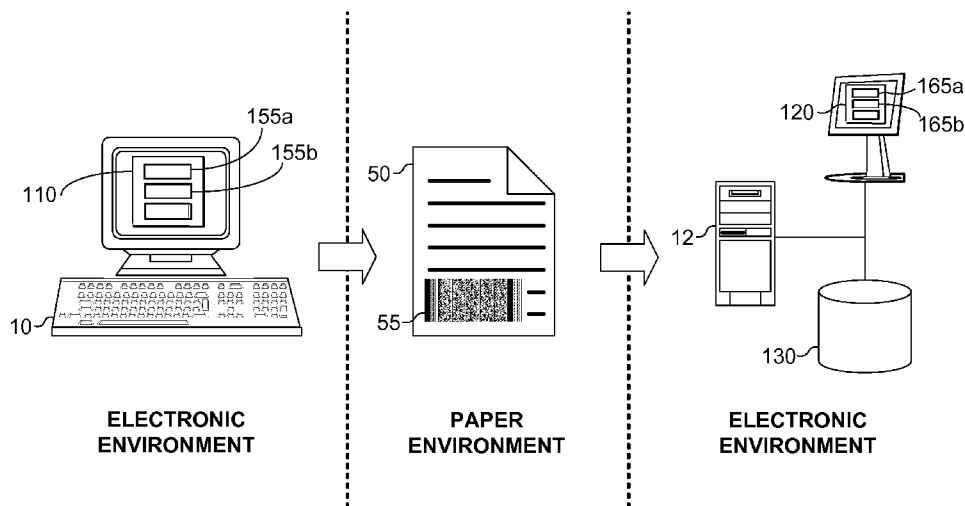 155a
155b
110
10
50
55
165a
120
165b
12
130
ELECTRONIC
ENVIRONMENT
PAPER
ENVIRONMENT
ELECTRONIC
ENVIRONMENT